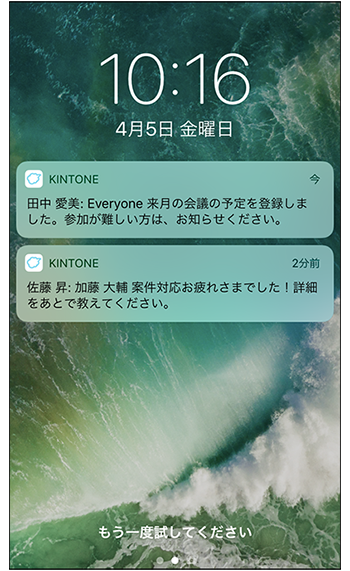 10:16
4月5日 金曜日
KINTONE 今
田中 愛美: Everyone 来月の会議の予定を登録しま
した。参加が難しい方は、お知らせください。
KINTONE 2分前
佐藤 昇: 加藤 大輔 案件対応お疲れさまでした！詳細
をあとで教えてください。
もう一度試してください